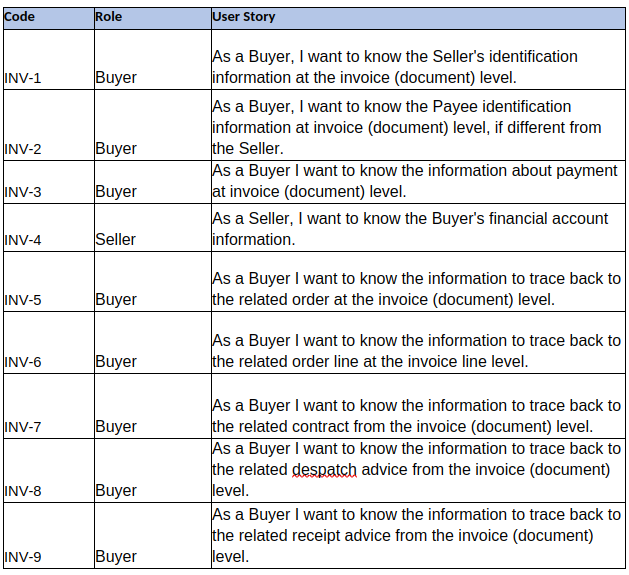 Code Role User Story
As a Buyer, I want to know the Seller's identification
INV-1 Buyer information at the invoice (document) level.
As a Buyer, I want to know the Payee identification
information at invoice (document) level, if different from
INV-2 Buyer the Seller.
As a Buyer I want to know the information about payment
INV-3 Buyer at invoice (document) level.
As a Seller, I want to know the Buyer's financial account
INV-4 Seller information.
As a Buyer I want to know the information to trace back to
INV-5 Buyer the related order at the invoice (document) level.
As a Buyer I want to know the information to trace back to
INV-6 Buyer the related order line at the invoice line level.
As a Buyer I want to know the information to trace back to
INV-7 Buyer the related contract from the invoice (document) level.
As a Buyer I want to know the information to trace back to
the related despatch advice from the invoice (document)
INV-8 Buyer level.
As a Buyer I want to know the information to trace back to
the related receipt advice from the invoice (document)
INV-9 Buyer level.